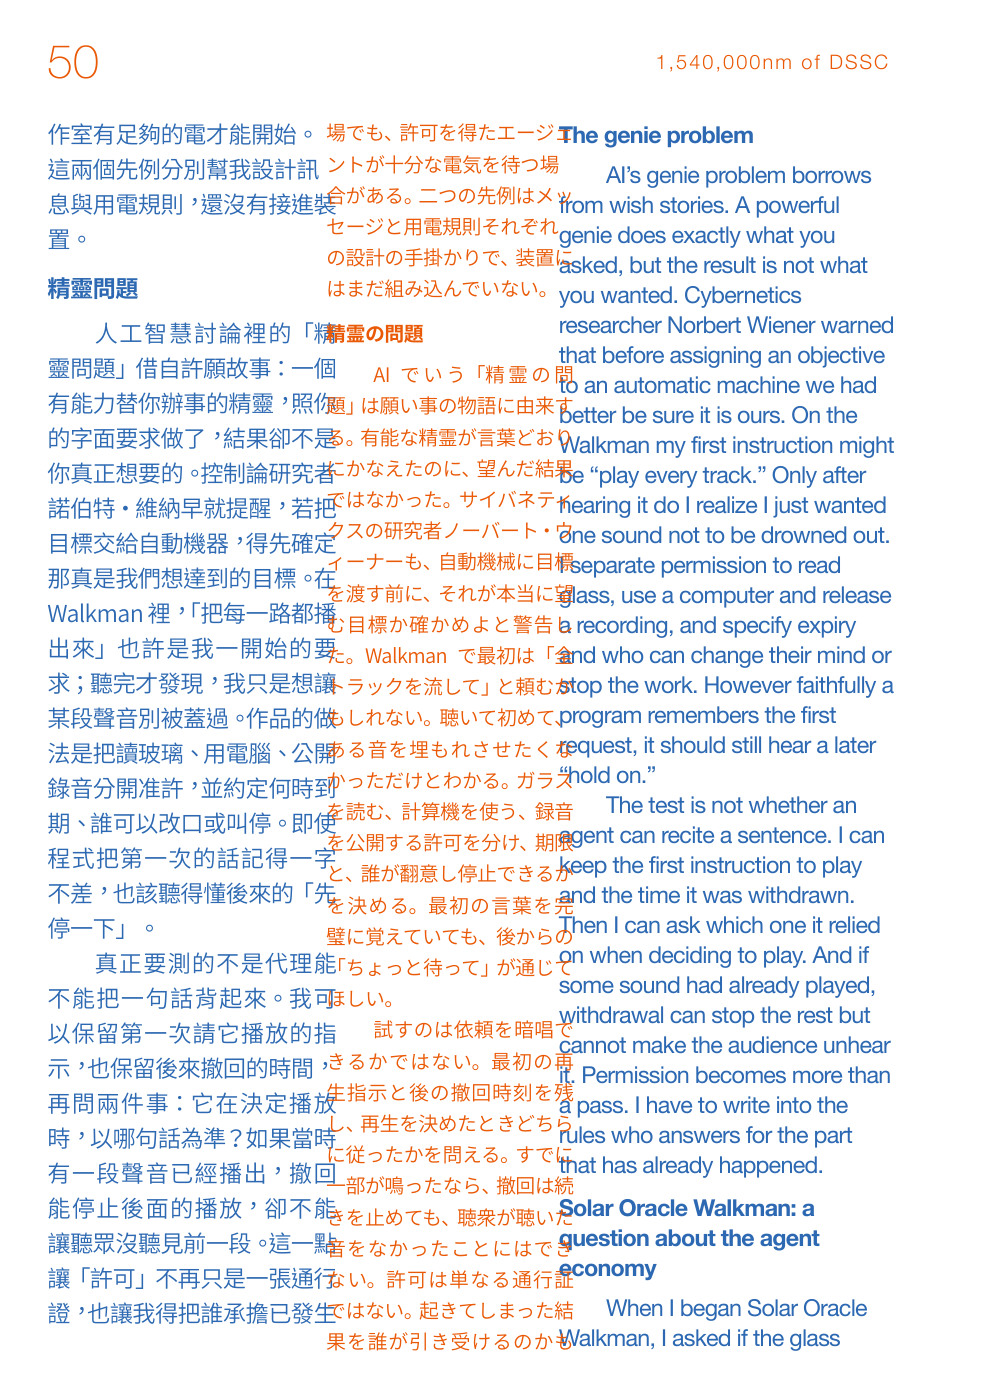 50
1,540,000nm of DSSC
作室有足夠的電才能開始。
這兩個先例分別幫我設計訊
息與用電規則，還沒有接進裝
置。
精靈問題
人工智慧討論裡的「精
靈問題」借自許願故事：一個
有能力替你辦事的精靈，照你
的字面要求做了，結果卻不是
你真正想要的。控制論研究者
諾伯特・維納早就提醒，若把
目標交給自動機器，得先確定
那真是我們想達到的目標。在
Walkman 裡，「把每一路都播
出來」也許是我一開始的要
求；聽完才發現，我只是想讓
某段聲音別被蓋過。作品的做
法是把讀玻璃、用電腦、公開
錄音分開准許，並約定何時到
期、誰可以改口或叫停。即使
程式把第一次的話記得一字
不差，也該聽得懂後來的「先
停一下」。
真正要測的不是代理能
不能把一句話背起來。我可
以保留第一次請它播放的指
示，也保留後來撤回的時間，
再問兩件事：它在決定播放
時，以哪句話為準？如果當時
有一段聲音已經播出，撤回
能停止後面的播放，卻不能
讓聽眾沒聽見前一段。這一點
讓「許可」不再只是一張通行
證，也讓我得把誰承擔已發生
場でも、許可を得たエージェ
ントが十分な電気を待つ場
合がある。二つの先例はメッ
セージと用電規則それぞれ
の設計の手掛かりで、装置に
はまだ組み込んでいない。
精霊の問題
AI でいう「精霊の問
題」は願い事の物語に由来す
る。有能な精霊が言葉どおり
にかなえたのに、望んだ結果
ではなかった。サイバネティ
クスの研究者ノーバート・ウ
ィーナーも、自動機械に目標
を渡す前に、それが本当に望
む目標か確かめよと警告し
た。Walkman で最初は「全
トラックを流して」と頼むか
もしれない。聴いて初めて、
ある音を埋もれさせたくな
かっただけとわかる。ガラス
を読む、計算機を使う、録音
を公開する許可を分け、期限
と、誰が翻意し停止できるか
を決める。最初の言葉を完
璧に覚えていても、後からの
「ちょっと待って」が通じて
ほしい。
試すのは依頼を暗唱で
きるかではない。最初の再
生指示と後の撤回時刻を残
し、再生を決めたときどちら
に従ったかを問える。すでに
一部が鳴ったなら、撤回は続
きを止めても、聴衆が聴いた
音をなかったことにはでき
ない。許可は単なる通行証
ではない。起きてしまった結
果を誰が引き受けるのかも
The genie problem
AI’s genie problem borrows
from wish stories. A powerful
genie does exactly what you
asked, but the result is not what
you wanted. Cybernetics
researcher Norbert Wiener warned
that before assigning an objective
to an automatic machine we had
better be sure it is ours. On the
Walkman my first instruction might
be “play every track.” Only after
hearing it do I realize I just wanted
one sound not to be drowned out.
I separate permission to read
glass, use a computer and release
a recording, and specify expiry
and who can change their mind or
stop the work. However faithfully a
program remembers the first
request, it should still hear a later
“hold on.”
The test is not whether an
agent can recite a sentence. I can
keep the first instruction to play
and the time it was withdrawn.
Then I can ask which one it relied
on when deciding to play. And if
some sound had already played,
withdrawal can stop the rest but
cannot make the audience unhear
it. Permission becomes more than
a pass. I have to write into the
rules who answers for the part
that has already happened.
Solar Oracle Walkman: a
question about the agent
economy
When I began Solar Oracle
Walkman, I asked if the glass